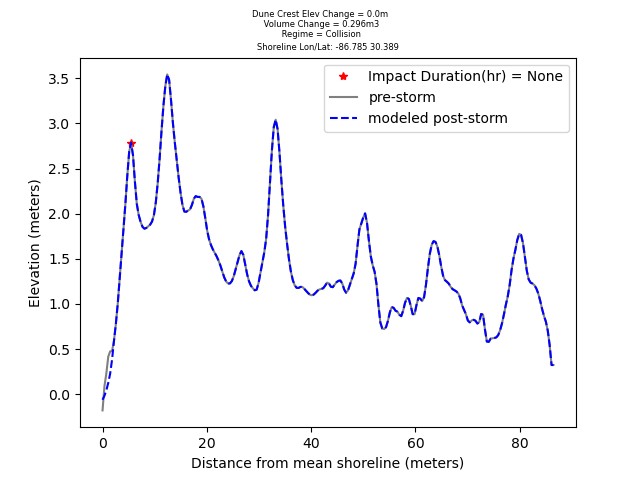 Dune Crest Elev Change = 0.0m
Volume Change = 0.296m3
Regime = Collision
Shoreline Lon/Lat: -86.785 30.389
Impact Duration(hr) = None
pre-storm
modeled post-storm
Elevation (meters)
3.5
3.0
2.5
2.0
1.5
1.0
0.5
0.0
0
20
40
60
80
Distance from mean shoreline (meters)